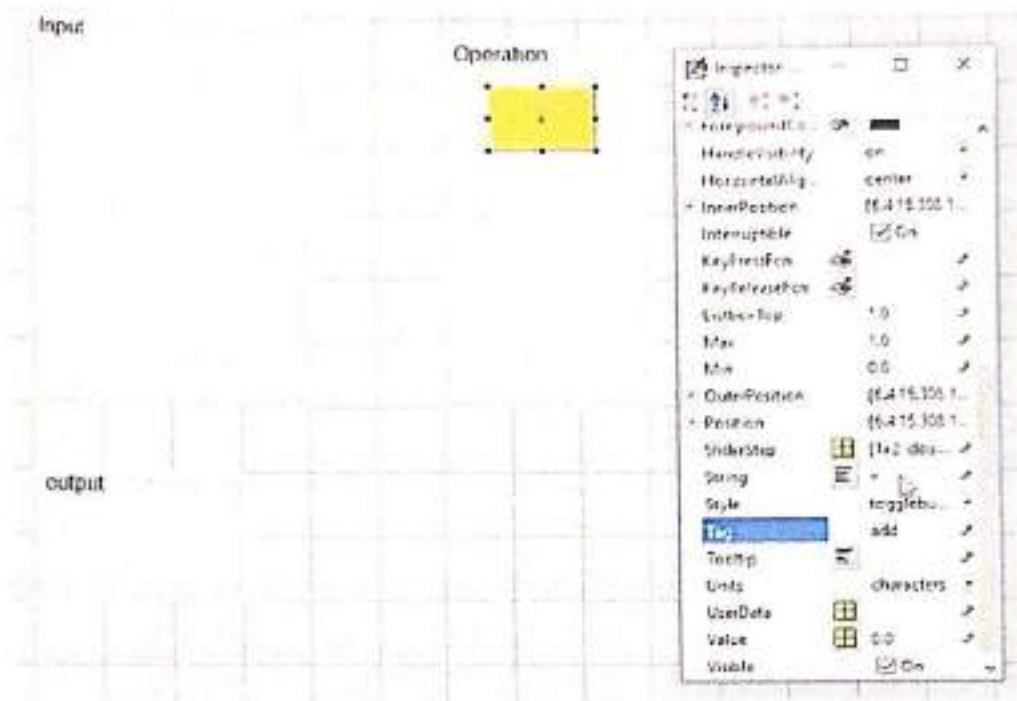 Input
Operation
output
Inspector ...
HandleVisibility on
HorizontalAlig... center
InnerPosition
Interruptible On
KeyPressFcn
KeyReleaseFcn
ListboxTop 1.0
Max 1.0
Min 0.0
OuterPosition
Position
SliderStep
String +
Style togglebu...
Tag add
Tooltip
Units characters
UserData
Value 0.0
Visible On